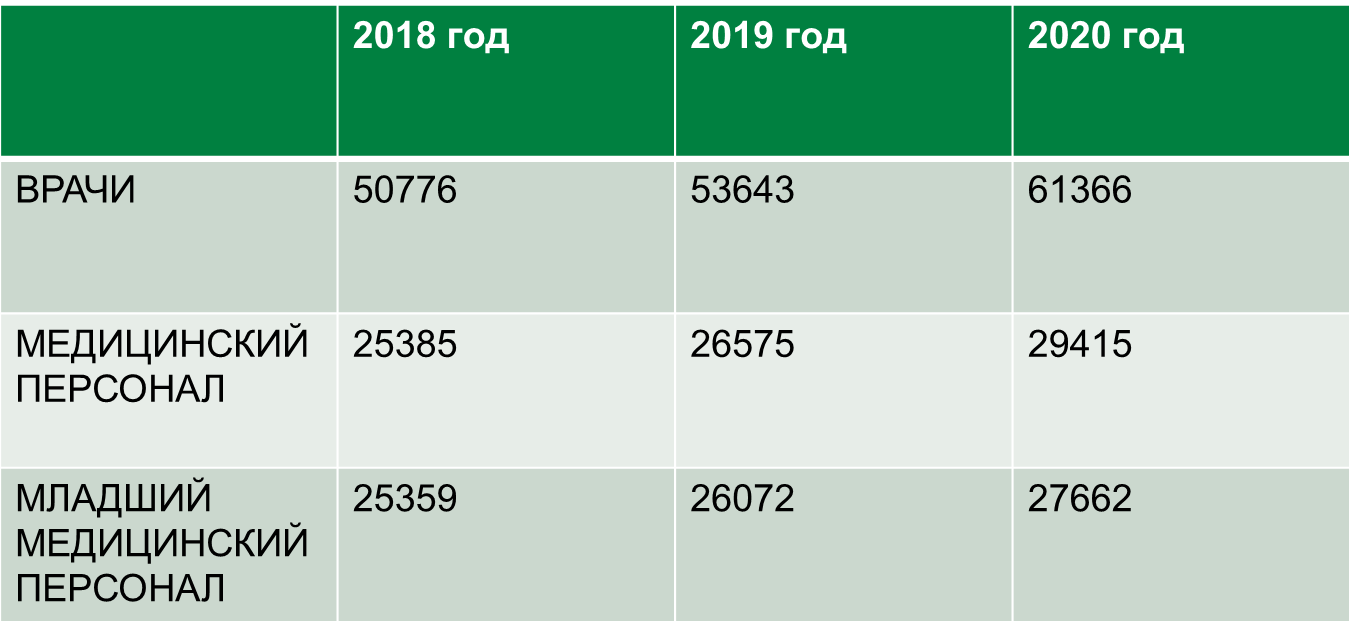 2018 год 2019 год 2020 год
ВРАЧИ 50776 53643 61366
МЕДИЦИНСКИЙ 25385 26575 29415
ПЕРСОНАЛ
МЛАДШИЙ 25359 26072 27662
МЕДИЦИНСКИЙ
ПЕРСОНАЛ